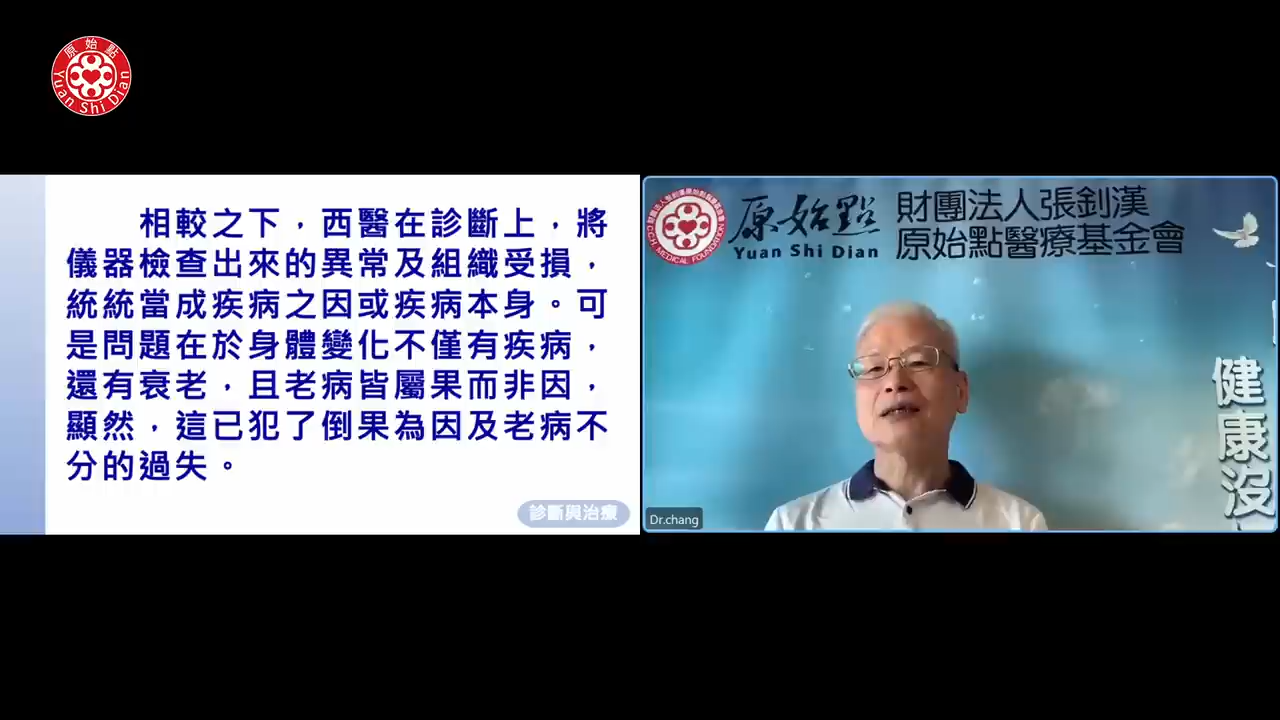 原始點
Yuan Shi Dian
相較之下，西醫在診斷上，將
儀器檢查出來的異常及組織受損，
統統當成疾病之因或疾病本身。可
是問題在於身體變化不僅有疾病，
還有衰老，且老病皆屬果而非因，
顯然，這已犯了倒果為因及老病不
分的過失。
診斷與治療
原始點
Yuan Shi Dian
財團法人張釗漢
原始點醫療基金會
健康沒
Dr.chang